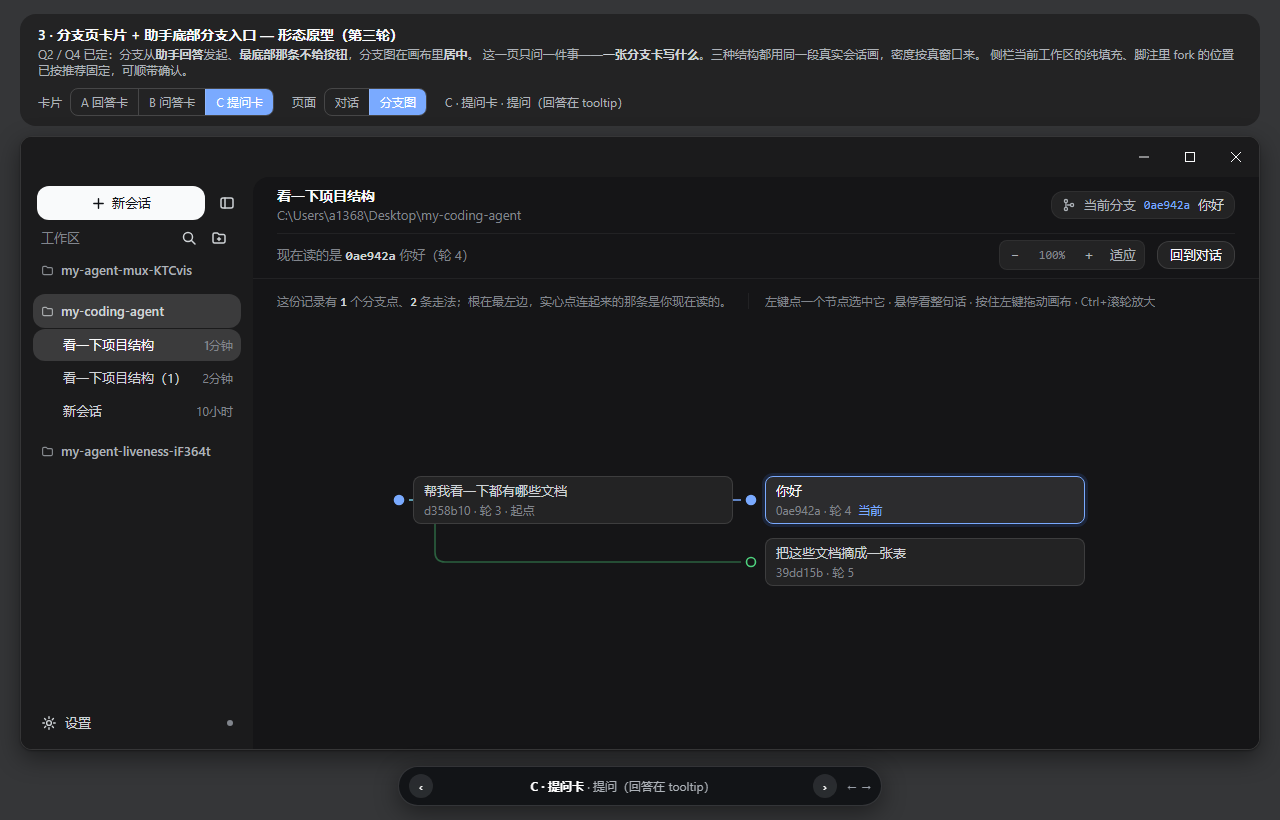 3 · 分支页卡片 + 助手底部分支入口 — 形态原型（第三轮）
Q2 / Q4 已定：分支从助手回答发起、最底部那条不给按钮，分支图在画布里居中。 这一页只问一件事——一张分支卡写什么。三种结构都用同一段真实会话画，密度按真窗口来。 侧栏当前工作区的纯填充、脚注里 fork 的位置
已按推荐固定，可顺带确认。
卡片 A 回答卡 B 问答卡 C 提问卡 页面 对话 分支图 C · 提问卡 · 提问（回答在 tooltip）
+ 新会话
工作区
my-agent-mux-KTCvis
my-coding-agent
看一下项目结构 1分钟
看一下项目结构（1） 2分钟
新会话 10小时
my-agent-liveness-iF364t
设置
看一下项目结构
C:\Users\a1368\Desktop\my-coding-agent
当前分支 0ae942a 你好
现在读的是 0ae942a 你好（轮 4）
− 100% + 适应 回到对话
这份记录有 1 个分支点、2 条走法；根在最左边，实心点连起来的那条是你现在读的。 左键点一个节点选中它 · 悬停看整句话 · 按住左键拖动画布 · Ctrl+滚轮放大
帮我看一下都有哪些文档
d358b10 · 轮 3 · 起点
你好
0ae942a · 轮 4 当前
把这些文档摘成一张表
39dd15b · 轮 5
‹ C · 提问卡 · 提问（回答在 tooltip） › ← →